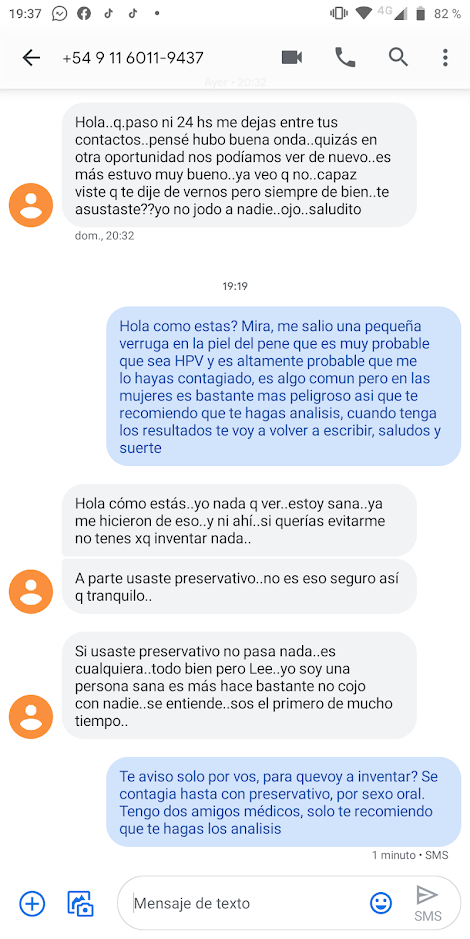 19:37
4G
82 %
+54 9 11 6011-9437
Ayer • 20:32
Hola..q.paso ni 24 hs me dejas entre tus
contactos..pensé hubo buena onda..quizás en
otra oportunidad nos podíamos ver de nuevo..es
más estuvo muy bueno..ya veo q no..capaz
viste q te dije de vernos pero siempre de bien..te
asustaste??yo no jodo a nadie..ojo..saludito
dom., 20:32
19:19
Hola como estas? Mira, me salio una pequeña
verruga en la piel del pene que es muy probable
que sea HPV y es altamente probable que me
lo hayas contagiado, es algo comun pero en las
mujeres es bastante mas peligroso asi que te
recomiendo que te hagas analisis, cuando tenga
los resultados te voy a volver a escribir, saludos y
suerte
Hola cómo estás..yo nada q ver..estoy sana..ya
me hicieron de eso..y ni ahí..si querías evitarme
no tenes xq inventar nada..
A parte usaste preservativo..no es eso seguro así
q tranquilo..
Si usaste preservativo no pasa nada..es
cualquiera..todo bien pero Lee..yo soy una
persona sana es más hace bastante no cojo
con nadie..se entiende..sos el primero de mucho
tiempo..
Te aviso solo por vos, para quevoy a inventar? Se
contagia hasta con preservativo, por sexo oral.
Tengo dos amigos médicos, solo te recomiendo
que te hagas los analisis
1 minuto • SMS
Mensaje de texto
SMS